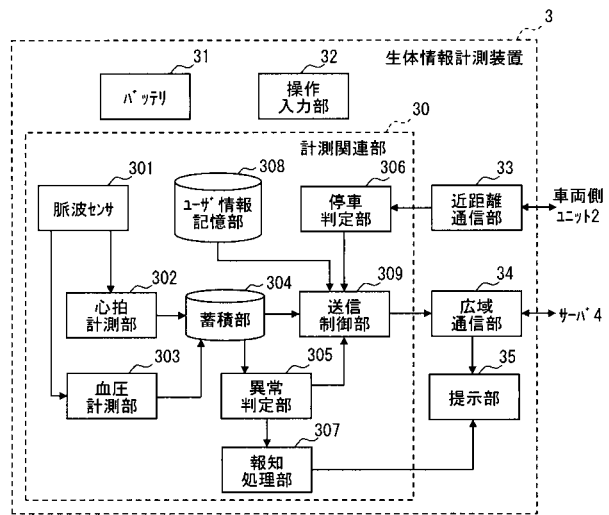 3
生体情報計測装置
31
バッテリ
32
操作
入力部
30
計測関連部
301
脈波センサ
308
ユーザ情報
記憶部
306
停車
判定部
33
近距離
通信部
車両側
ユニット2
302
心拍
計測部
304
蓄積部
309
送信
制御部
34
広域
通信部
サーバ4
303
血圧
計測部
305
異常
判定部
35
提示部
307
報知
処理部